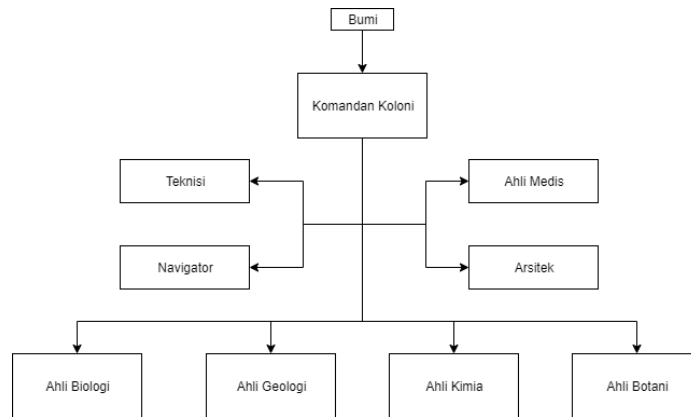 Bumi
Komandan Koloni
Teknisi
Ahli Medis
Navigator
Arsitek
Ahli Biologi
Ahli Geologi
Ahli Kimia
Ahli Botani